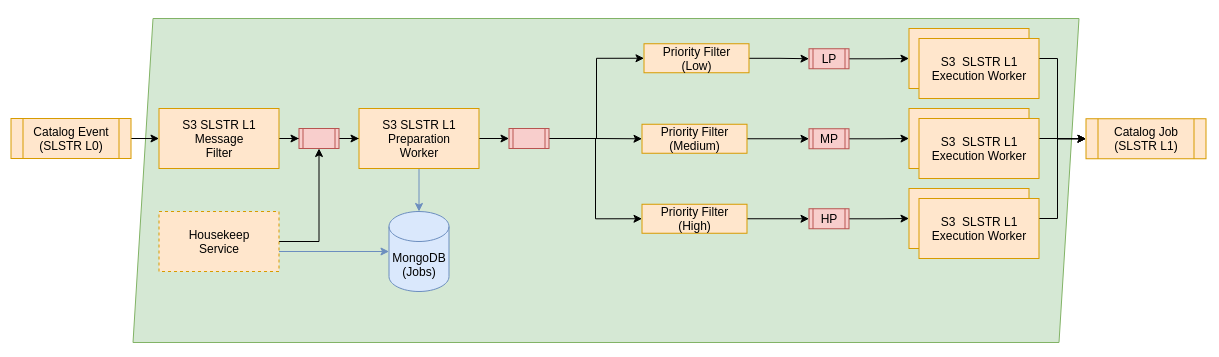 Catalog Event
(SLSTR L0)
S3 SLSTR L1
Message
Filter
S3 SLSTR L1
Preparation
Worker
Housekeep
Service
MongoDB
(Jobs)
Priority Filter
(Low)
LP
S3 SLSTR L1
Execution Worker
Priority Filter
(Medium)
MP
S3 SLSTR L1
Execution Worker
Priority Filter
(High)
HP
S3 SLSTR L1
Execution Worker
Catalog Job
(SLSTR L1)